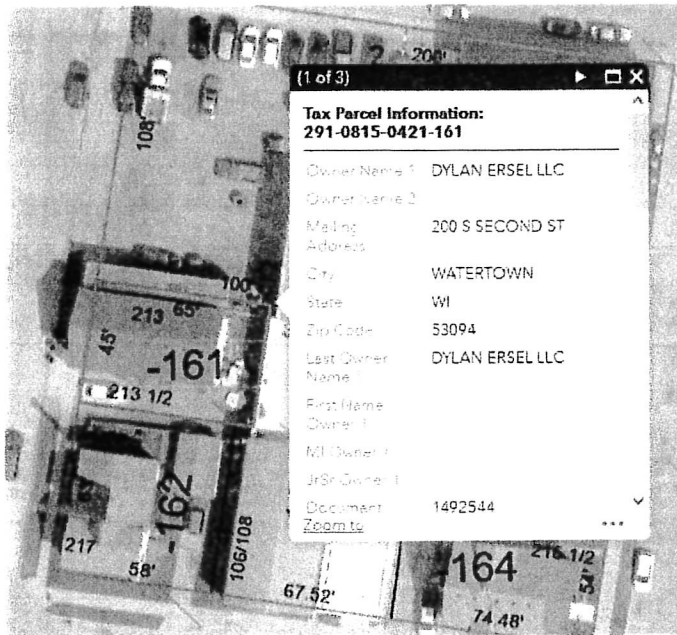 200'
(1 of 3)
Tax Parcel Information:
291-0815-0421-161
Owner Name 1 DYLAN ERSEL LLC
Owner Name 2
Mailing
Address 200 S SECOND ST
City WATERTOWN
State WI
Zip Code 53094
Last Owner
Name 1 DYLAN ERSEL LLC
First Name
Owner 1
MI Owner 1
JrSr Owner 1
Document 1492544
Zoom to ...
108'
100
213 65'
45'
-161
213 1/2
-162
63'
217
58'
106/108
67.52'
-164
216 1/2
54'
74.48'